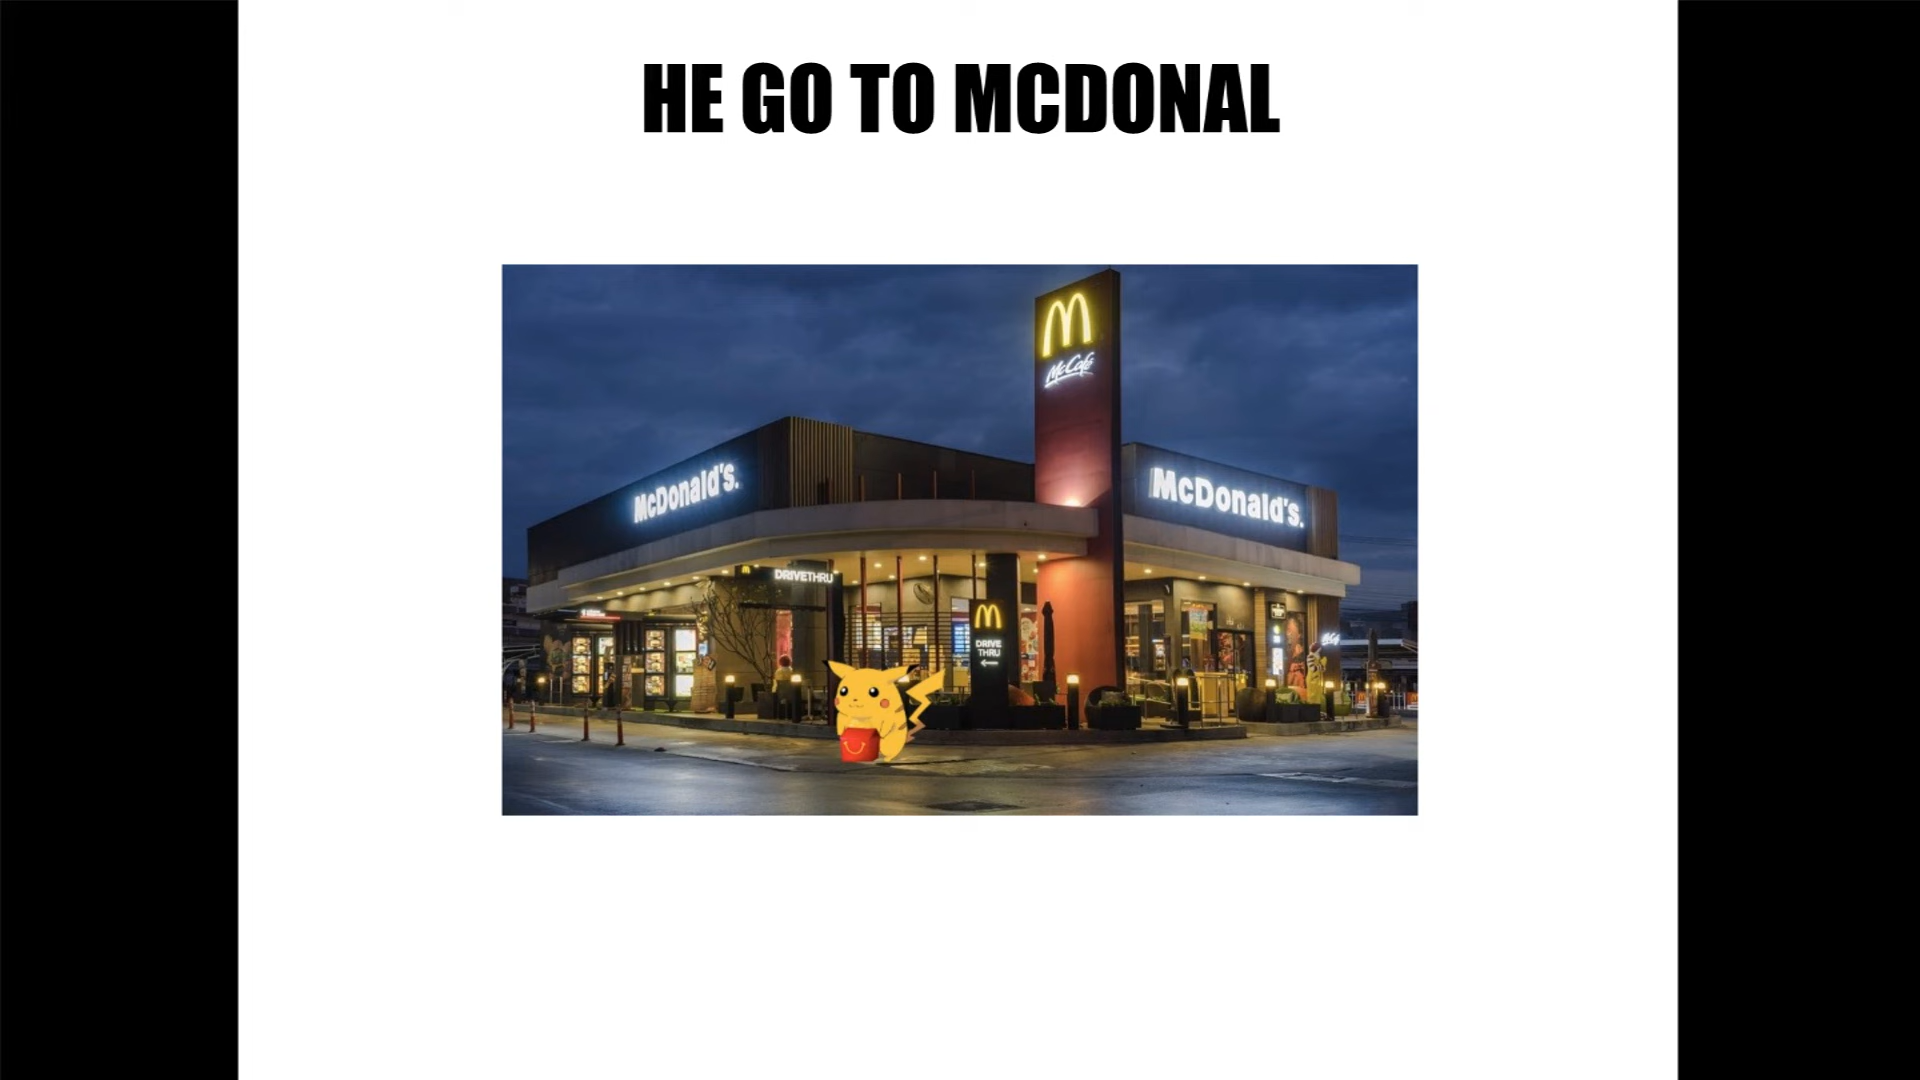 HE GO TO MCDONAL
McCafé
McDonald's.
McDonald's.
DRIVETHRU
DRIVE
THRU